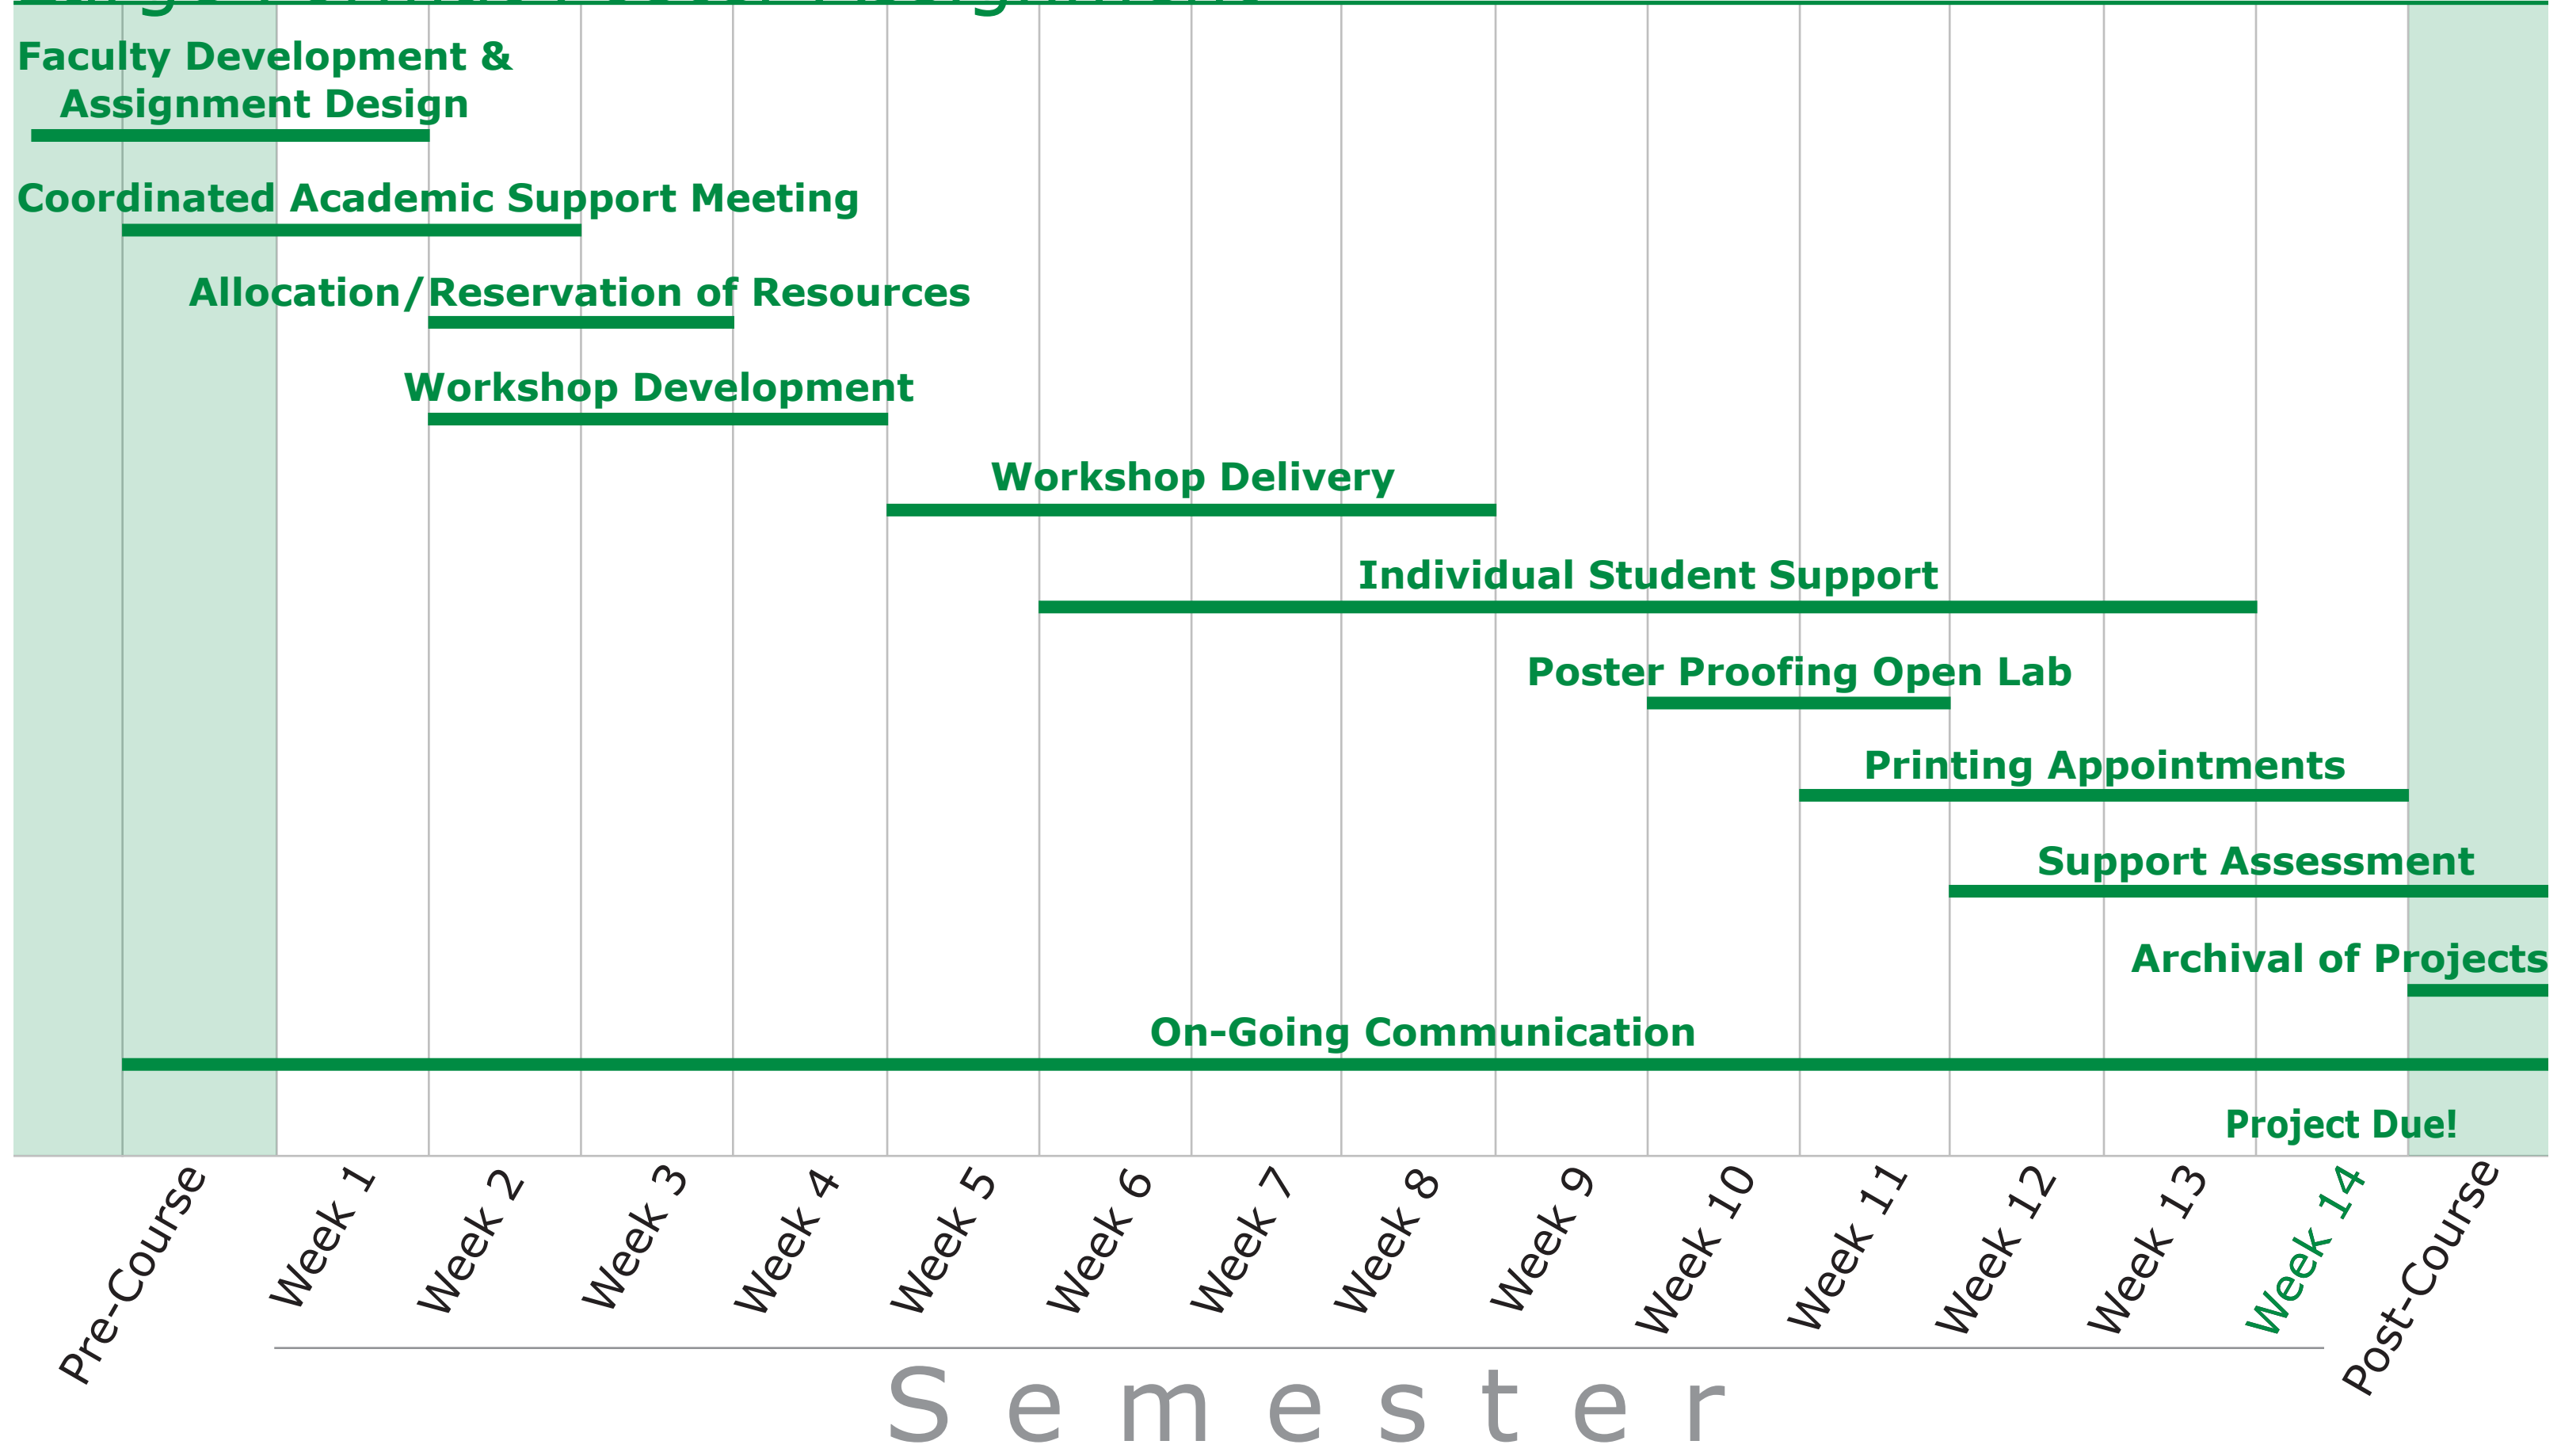 Faculty Development &
Assignment Design
Coordinated Academic Support Meeting
Allocation/Reservation of Resources
Workshop Development
Workshop Delivery
Individual Student Support
Poster Proofing Open Lab
Printing Appointments
Support Assessment
Archival of Projects
On-Going Communication
Project Due!
Pre-Course
Week 1
Week 2
Week 3
Week 4
Week 5
Week 6
Week 7
Week 8
Week 9
Week 10
Week 11
Week 12
Week 13
Week 14
Post-Course
Semester